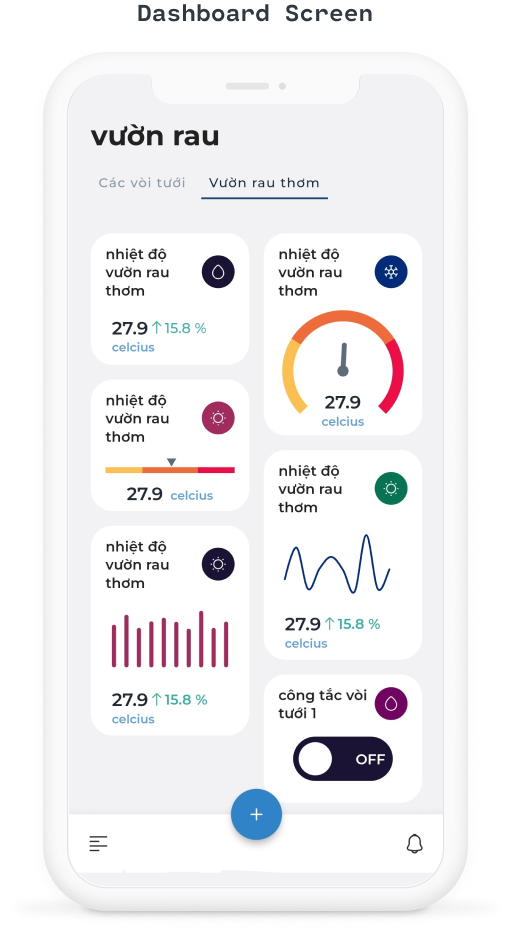 Dashboard Screen
vườn rau
Các vòi tưới
Vườn rau thơm
nhiệt độ
vườn rau
thơm
27.9 ↑ 15.8 %
celcius
nhiệt độ
vườn rau
thơm
27.9
celcius
nhiệt độ
vườn rau
thơm
27.9 celcius
nhiệt độ
vườn rau
thơm
27.9 ↑ 15.8 %
celcius
nhiệt độ
vườn rau
thơm
27.9 ↑ 15.8 %
celcius
công tắc vòi
tưới 1
OFF
+